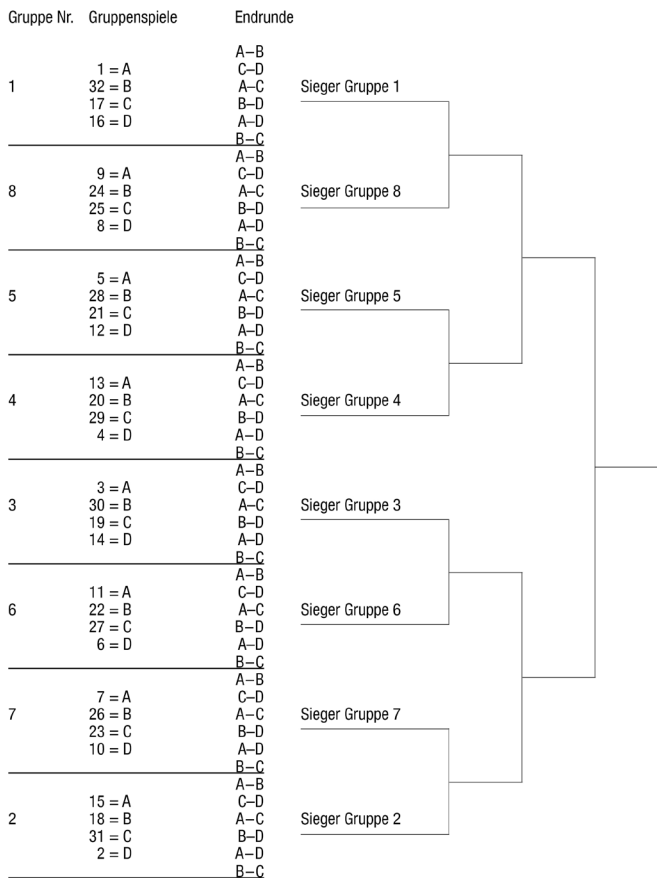 Gruppe Nr. Gruppenspiele Endrunde
A–B
1 = A C–D
1 32 = B A–C Sieger Gruppe 1
17 = C B–D
16 = D A–D
B–C
A–B
9 = A C–D
8 24 = B A–C Sieger Gruppe 8
25 = C B–D
8 = D A–D
B–C
A–B
5 = A C–D
5 28 = B A–C Sieger Gruppe 5
21 = C B–D
12 = D A–D
B–C
A–B
13 = A C–D
4 20 = B A–C Sieger Gruppe 4
29 = C B–D
4 = D A–D
B–C
A–B
3 = A C–D
3 30 = B A–C Sieger Gruppe 3
19 = C B–D
14 = D A–D
B–C
A–B
11 = A C–D
6 22 = B A–C Sieger Gruppe 6
27 = C B–D
6 = D A–D
B–C
A–B
7 = A C–D
7 26 = B A–C Sieger Gruppe 7
23 = C B–D
10 = D A–D
B–C
A–B
15 = A C–D
2 18 = B A–C Sieger Gruppe 2
31 = C B–D
2 = D A–D
B–C